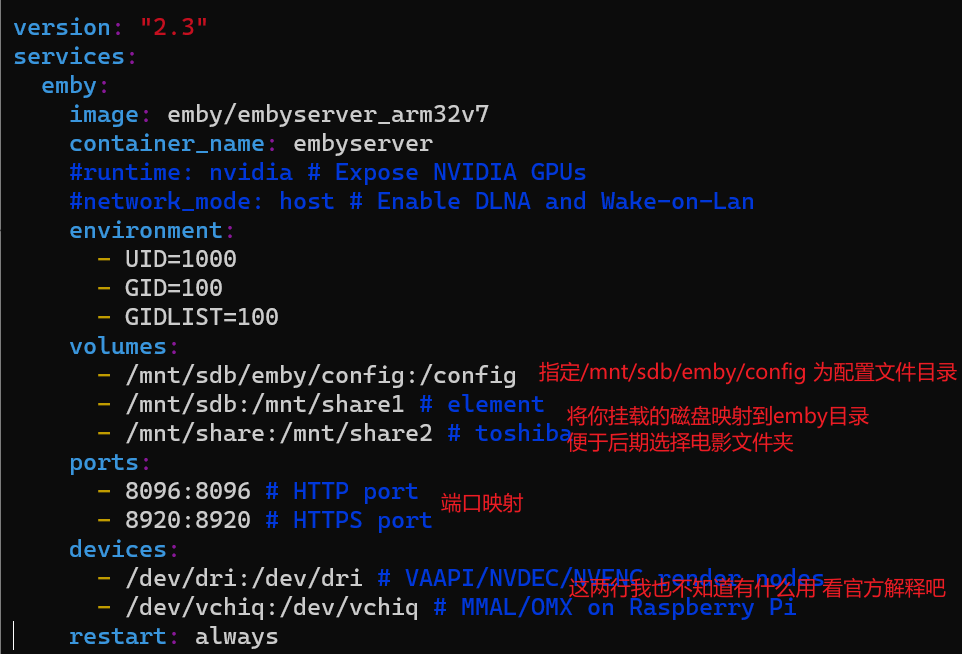 version: "2.3"
services:
emby:
image: emby/embyserver_arm32v7
container_name: embyserver
#runtime: nvidia # Expose NVIDIA GPUs
#network_mode: host # Enable DLNA and Wake-on-Lan
environment:
- UID=1000
- GID=100
- GIDLIST=100
volumes:
- /mnt/sdb/emby/config:/config 指定/mnt/sdb/emby/config 为配置文件目录
- /mnt/sdb:/mnt/share1 # element
将你挂载的磁盘映射到emby目录
- /mnt/share:/mnt/share2 # toshiba
便于后期选择电影文件夹
ports:
- 8096:8096 # HTTP port
端口映射
- 8920:8920 # HTTPS port
devices:
- /dev/dri:/dev/dri # VAAPI/NVDEC/NVENC render nodes
这两行我也不知道有什么用 看官方解释吧
- /dev/vchiq:/dev/vchiq # MMAL/OMX on Raspberry Pi
restart: always